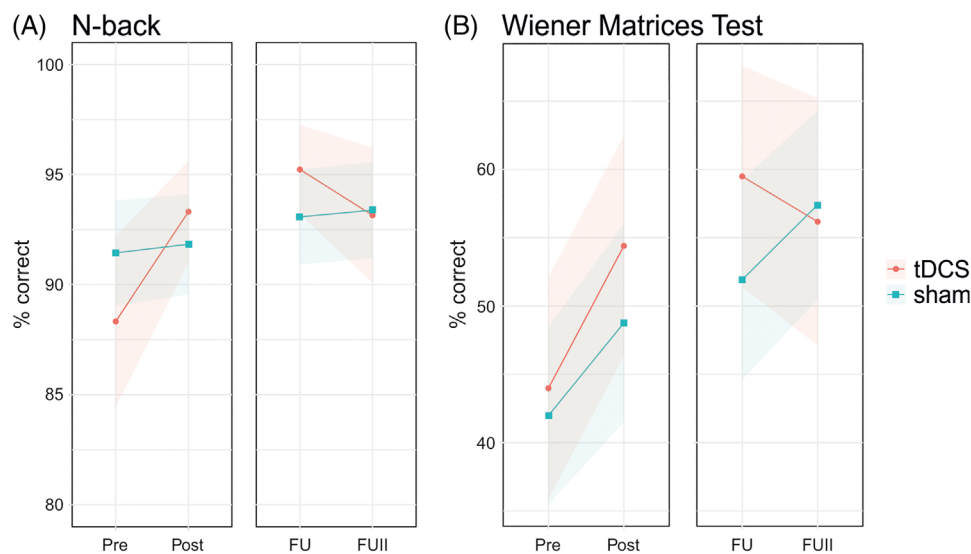 (A) N-back
100
95
90
85
80
% correct
Pre Post FU FUII
(B) Wiener Matrices Test
60
50
40
% correct
Pre Post FU FUII
tDCS
sham